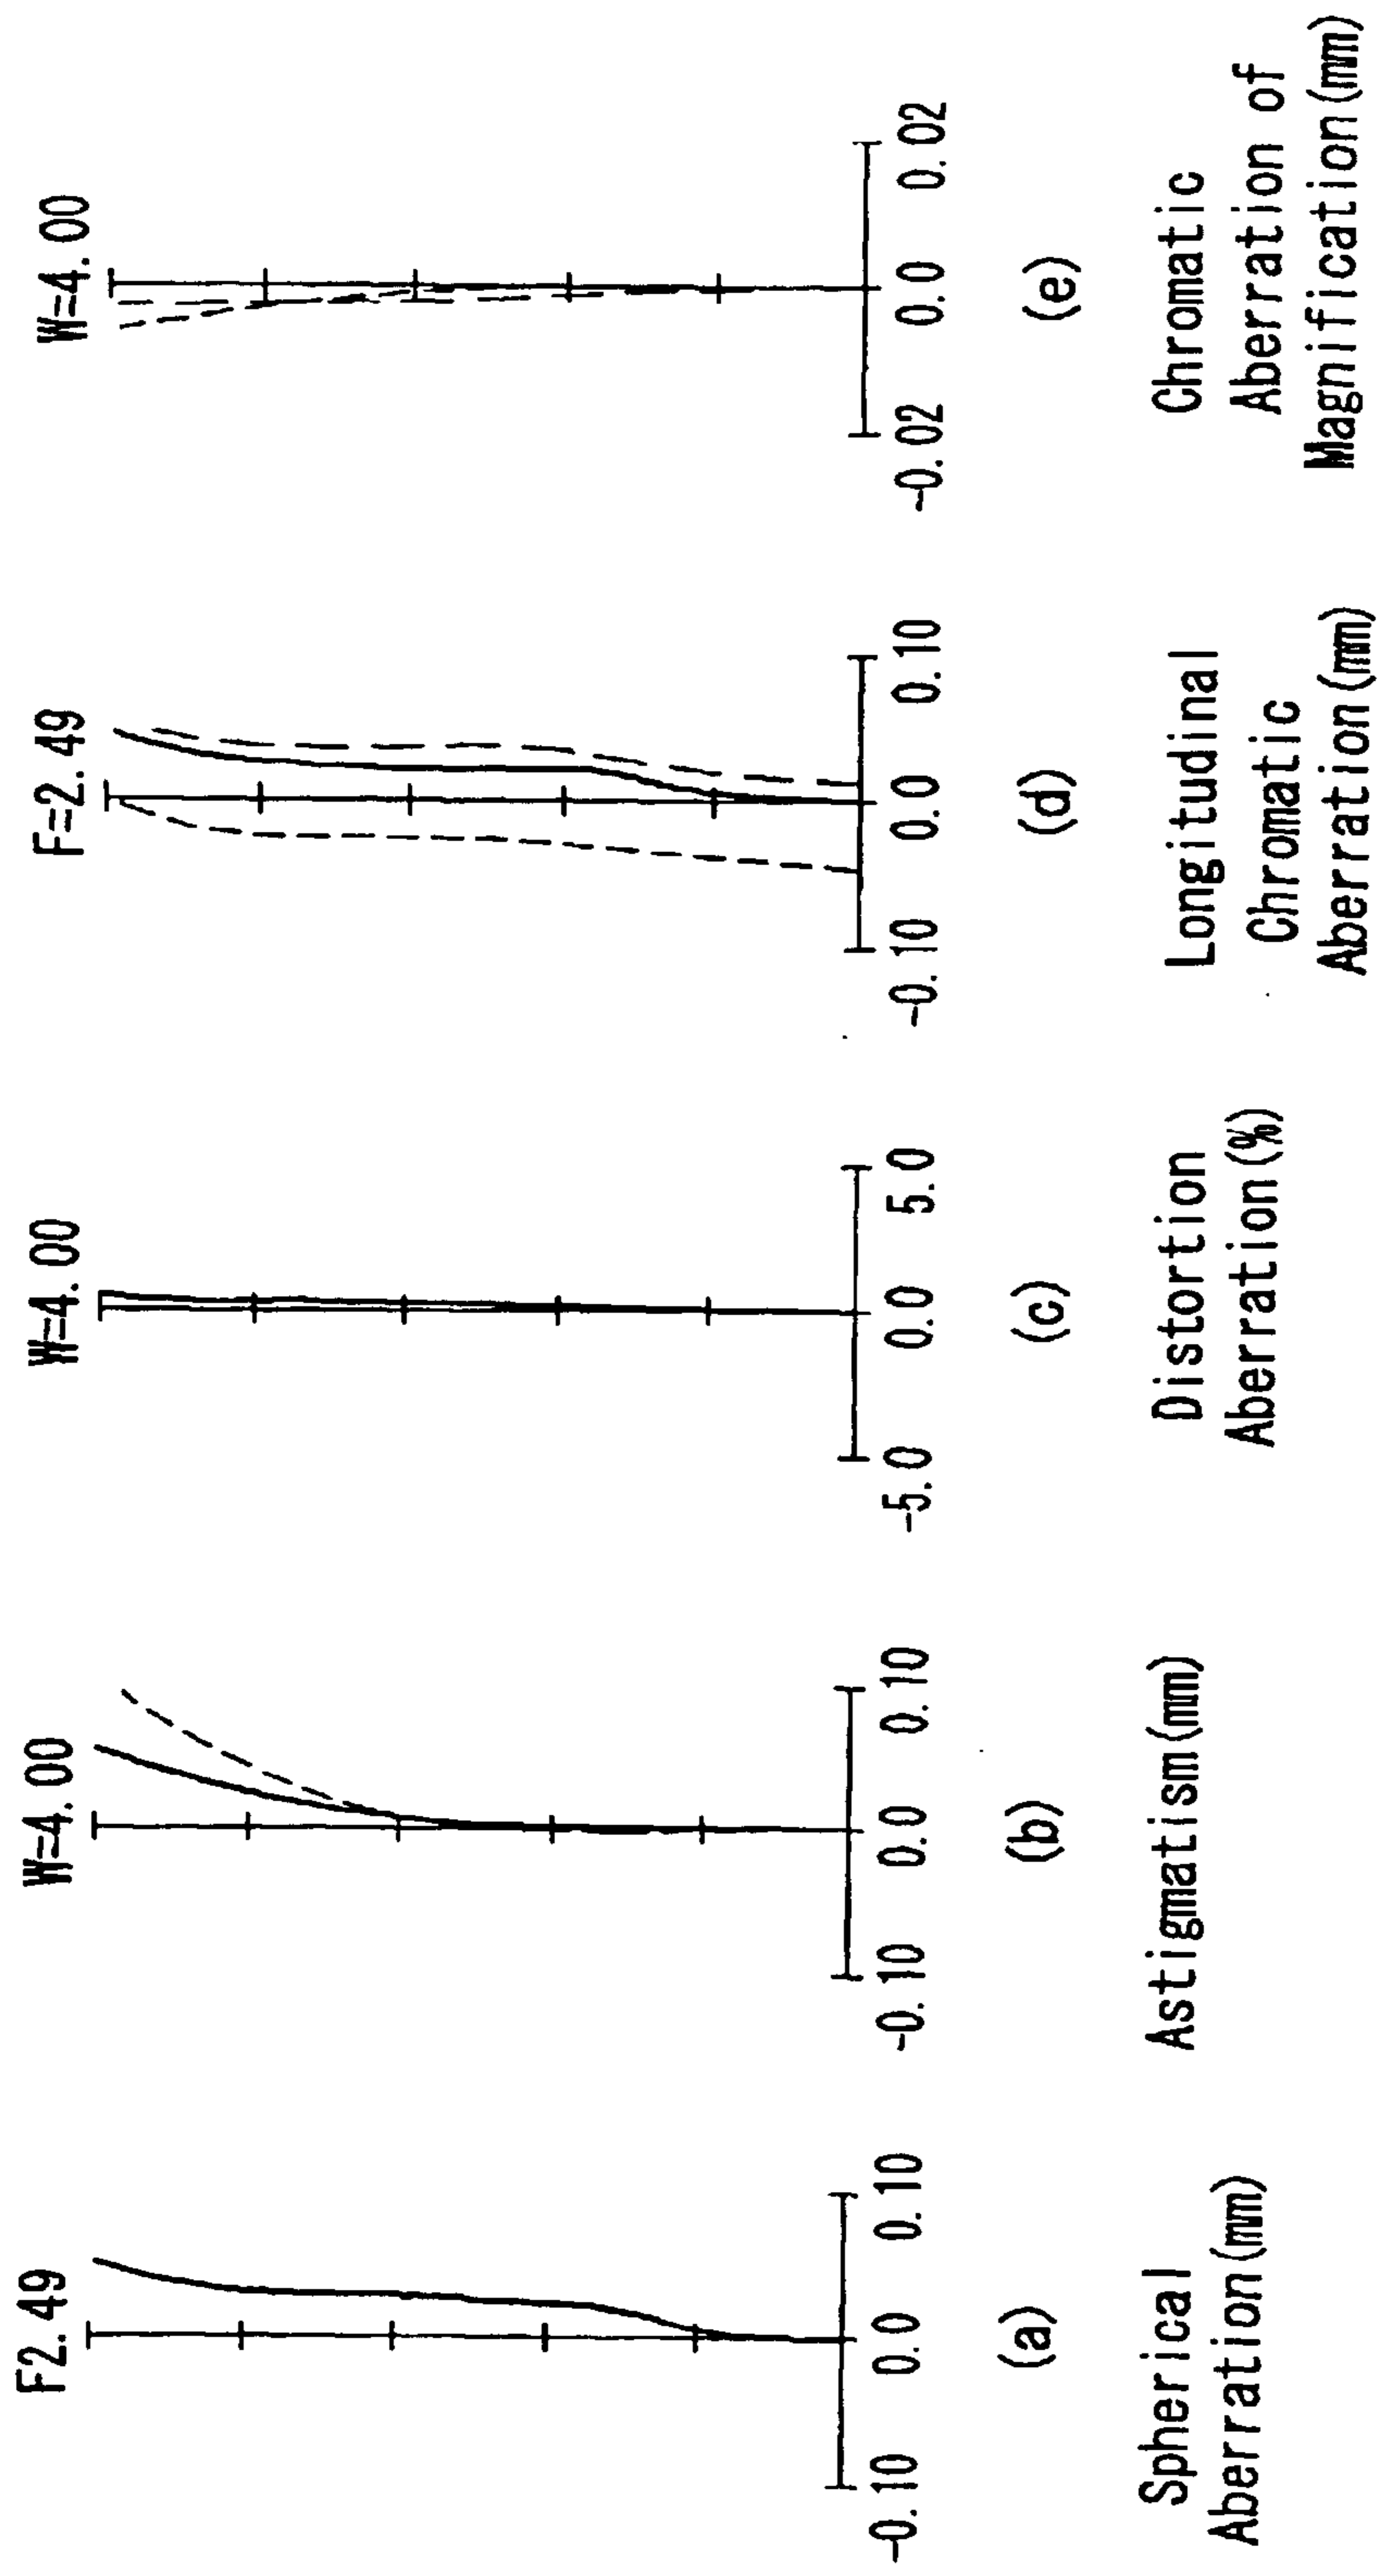 F2.49
-0.10
0.0
0.10
(a)
Spherical
Aberration(mm)
W=4.00
-0.10
0.0
0.10
(b)
Astigmatism(mm)
W=4.00
-5.0
0.0
5.0
(c)
Distortion
Aberration(%)
F=2.49
-0.10
0.0
0.10
(d)
Longitudinal
Chromatic
Aberration(mm)
W=4.00
-0.02
0.0
0.02
(e)
Chromatic
Aberration of
Magnification(mm)